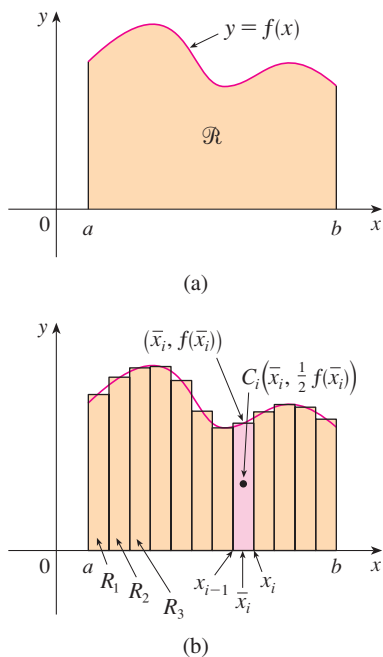 y
y = f(x)
ℛ
0 a b x
(a)
y
(x̄ᵢ, f(x̄ᵢ))
Cᵢ(x̄ᵢ, ½ f(x̄ᵢ))
0 a b x
R₁ R₂ R₃ xᵢ₋₁ x̄ᵢ xᵢ
(b)